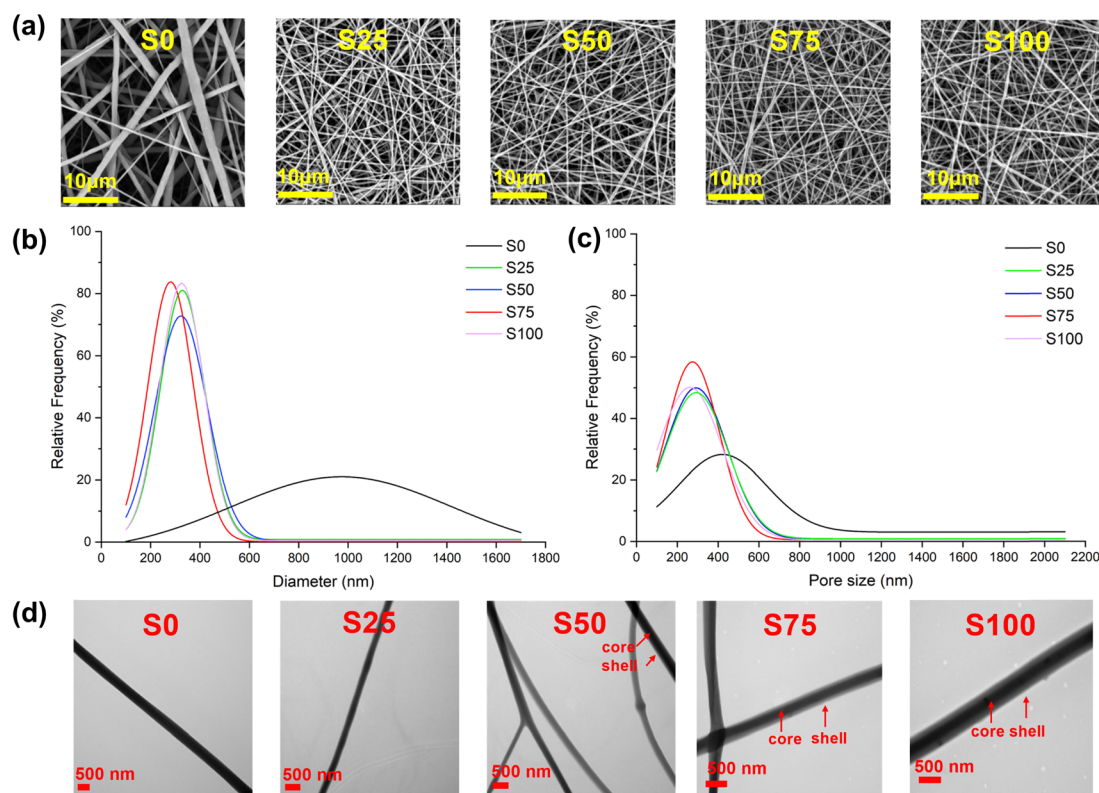 (a)
S0 S25 S50 S75 S100
10μm 10μm 10μm 10μm 10μm
(b)
100
80
60
40
20
0
Relative Frequency (%)
0 200 400 600 800 1000 1200 1400 1600 1800
Diameter (nm)
S0
S25
S50
S75
S100
(c)
100
80
60
40
20
0
Relative Frequency (%)
0 200 400 600 800 1000 1200 1400 1600 1800 2000 2200
Pore size (nm)
S0
S25
S50
S75
S100
(d)
S0 S25 S50 S75 S100
core
shell
core shell
core shell
500 nm 500 nm 500 nm 500 nm 500 nm